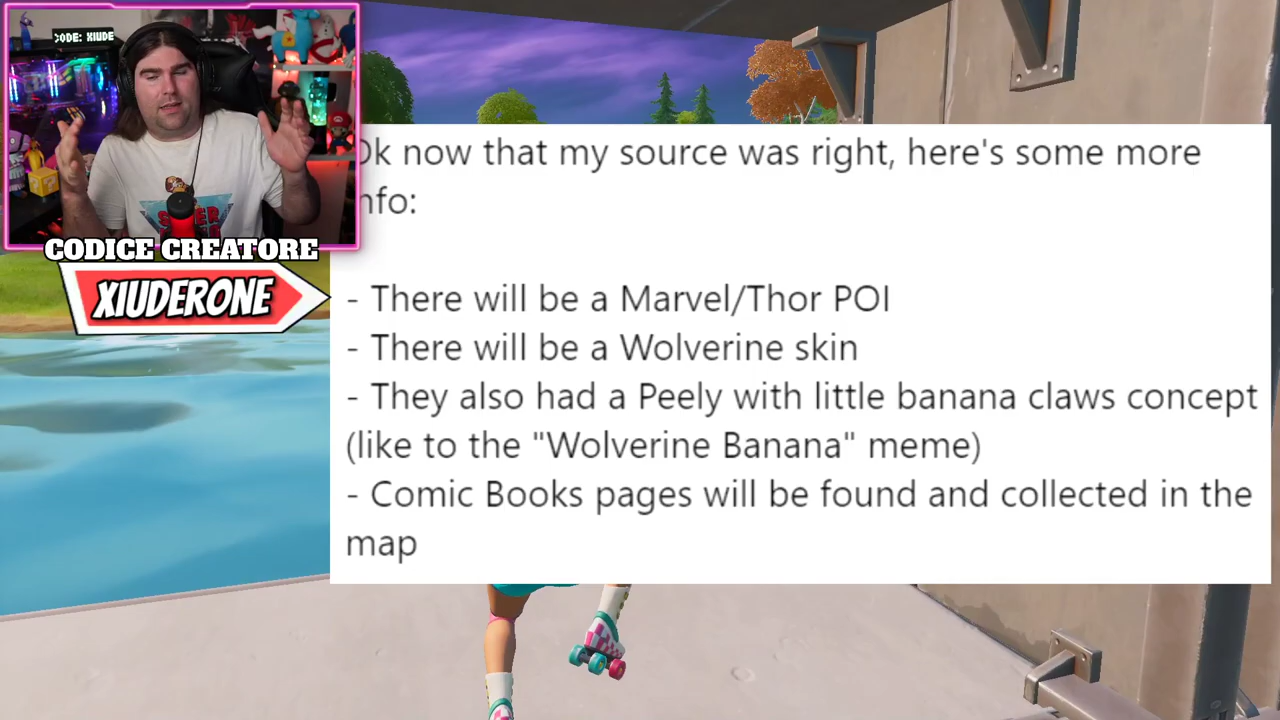 CODE: XIUDE
Ok now that my source was right, here's some more
info:
CODICE CREATORE
XIUDERONE
- There will be a Marvel/Thor POI
- There will be a Wolverine skin
- They also had a Peely with little banana claws concept
(like to the "Wolverine Banana" meme)
- Comic Books pages will be found and collected in the
map